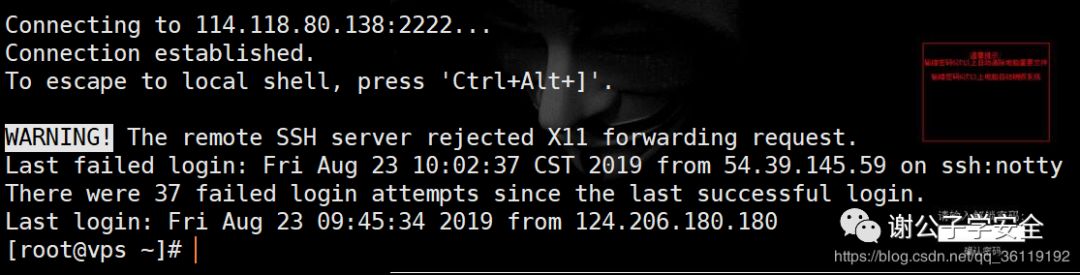 Connecting to 114.118.80.138:2222...
Connection established.
To escape to local shell, press 'Ctrl+Alt+]'.
温馨提示:
WARNING! The remote SSH server rejected X11 forwarding request.
Last failed login: Fri Aug 23 10:02:37 CST 2019 from 54.39.145.59 on ssh:notty
There were 37 failed login attempts since the last successful login.
Last login: Fri Aug 23 09:45:34 2019 from 124.206.180.180
[root@vps ~]#
谢公子学安全
https://blog.csdn.net/qq_36119192